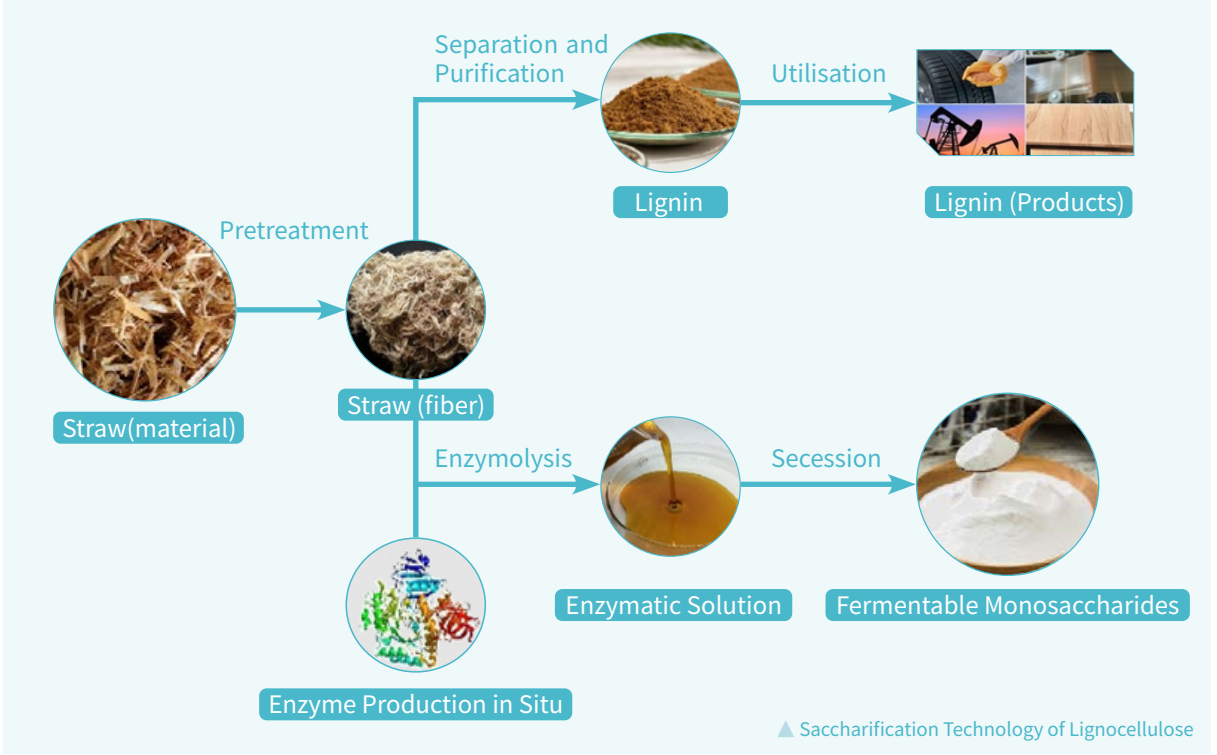 Separation and
Purification
Utilisation
Lignin
Lignin (Products)
Pretreatment
Straw(material)
Straw (fiber)
Enzymolysis
Secession
Enzymatic Solution
Fermentable Monosaccharides
Enzyme Production in Situ
Saccharification Technology of Lignocellulose